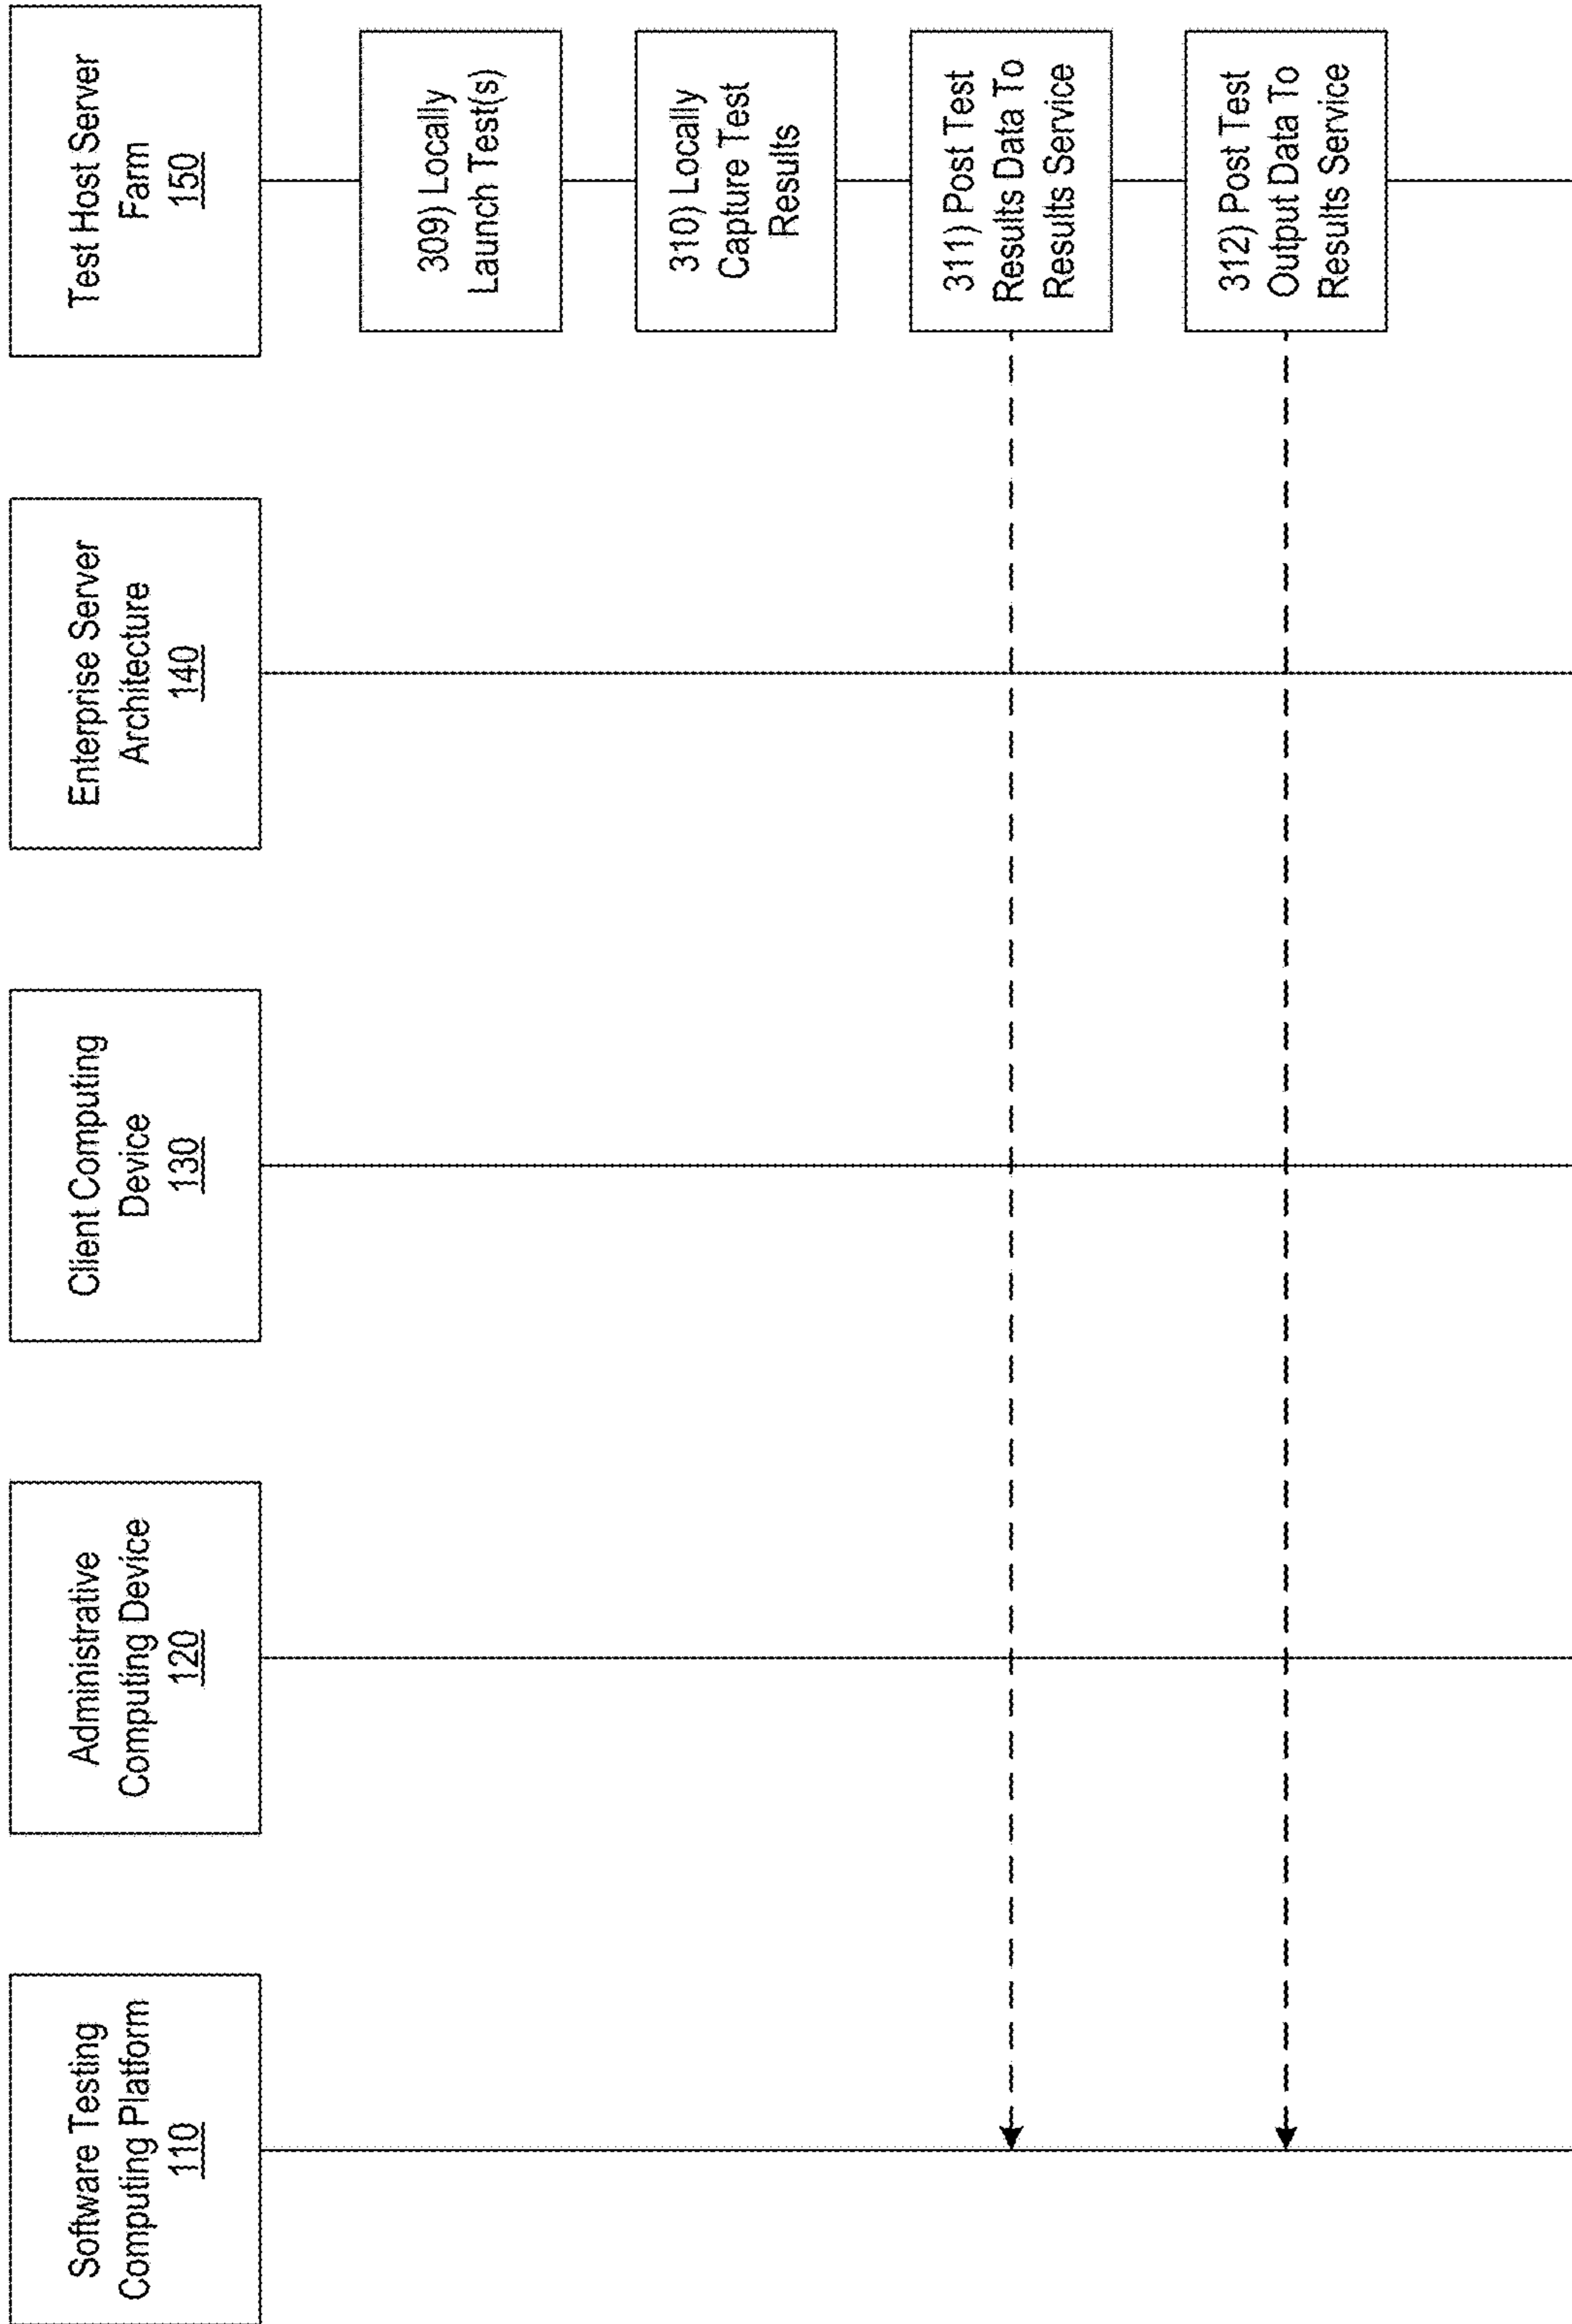 Software Testing
Computing Platform
110
Administrative
Computing Device
120
Client Computing
Device
130
Enterprise Server
Architecture
140
Test Host Server
Farm
150
309) Locally
Launch Test(s)
310) Locally
Capture Test
Results
311) Post Test
Results Data To
Results Service
312) Post Test
Output Data To
Results Service